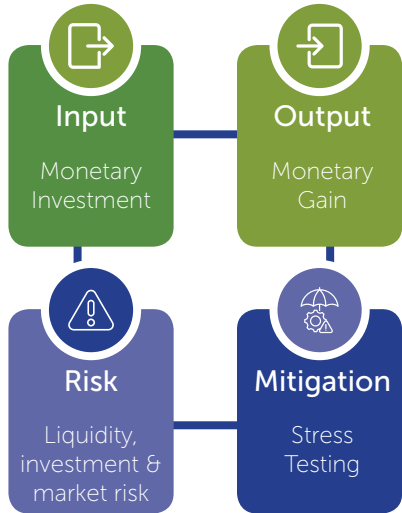 Input
Monetary
Investment
Output
Monetary
Gain
Risk
Liquidity,
investment &
market risk
Mitigation
Stress
Testing